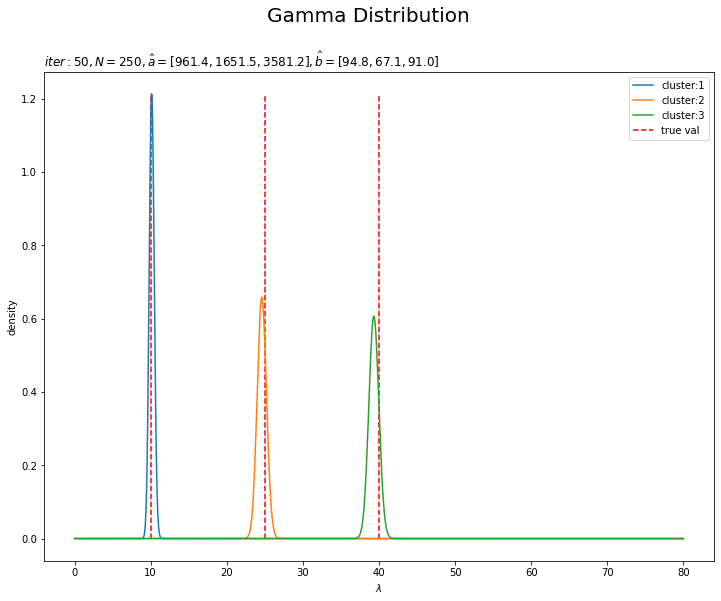 Gamma Distribution
iter : 50, N = 250, â = [961.4, 1651.5, 3581.2], b̂ = [94.8, 67.1, 91.0]
cluster:1
cluster:2
cluster:3
true val
1.2
1.0
0.8
0.6
0.4
0.2
0.0
density
0 10 20 30 40 50 60 70 80
λ